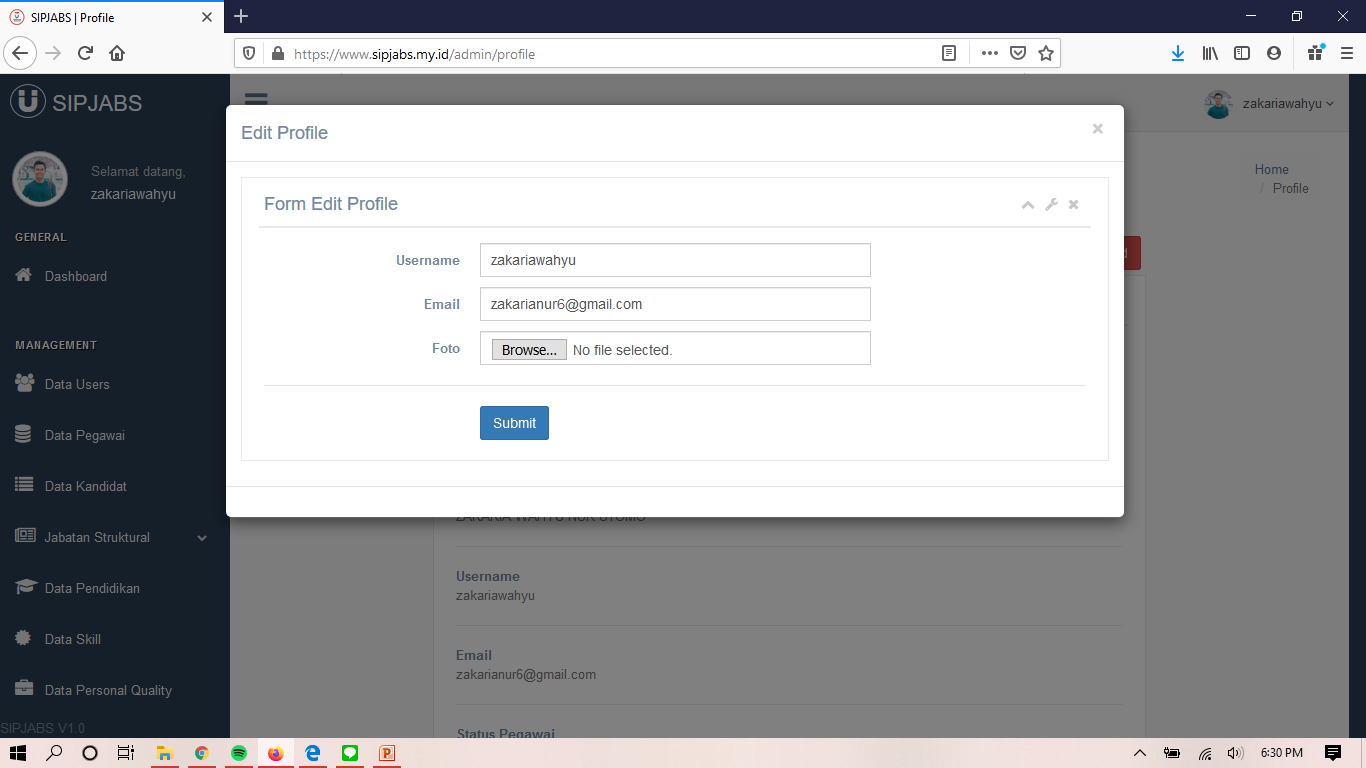 SIPJABS | Profile
https://www.sipjabs.my.id/admin/profile
SIPJABS
zakariawahyu
Selamat datang,
zakariawahyu
Home
/ Profile
GENERAL
Dashboard
MANAGEMENT
Data Users
Data Pegawai
Data Kandidat
Jabatan Struktural
Data Pendidikan
Data Skill
Data Personal Quality
SIPJABS V1.0
Edit Profile
×
Form Edit Profile
Username
zakariawahyu
Email
zakarianur6@gmail.com
Foto
Browse... No file selected.
Submit
ZAKARIA WAHYU NUR UTOMO
Username
zakariawahyu
Email
zakarianur6@gmail.com
Status Pegawai
6:30 PM